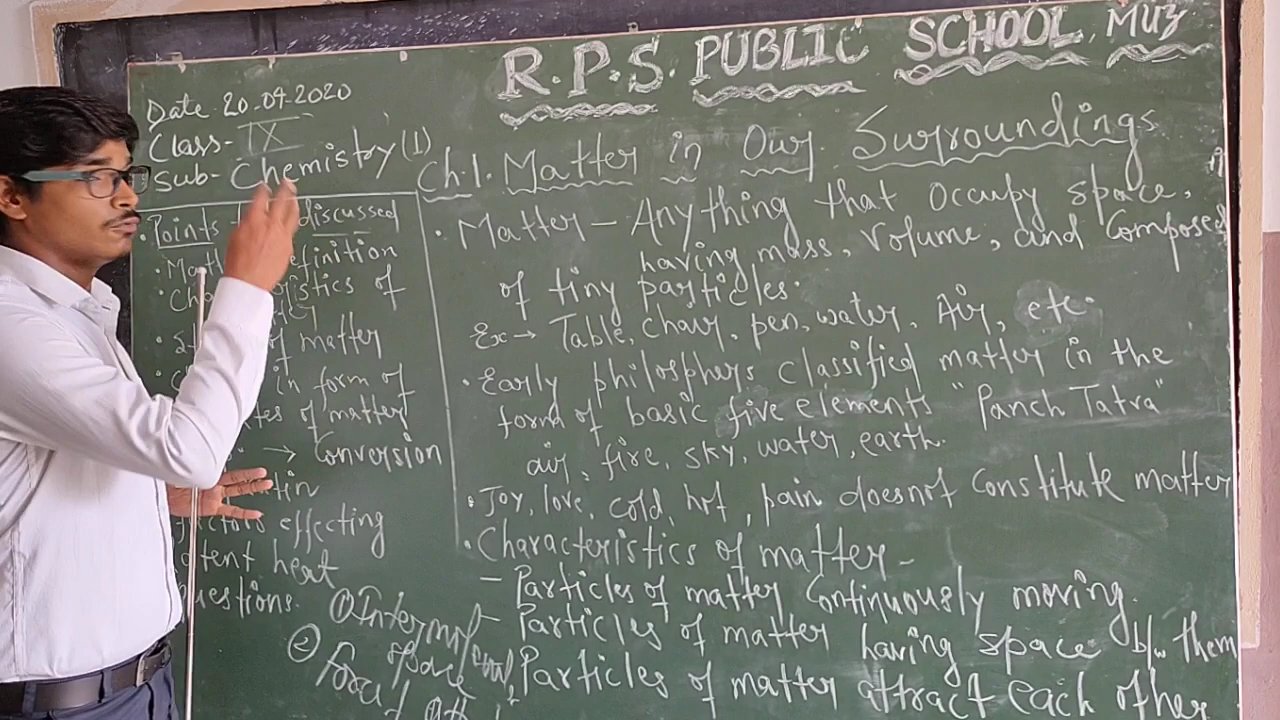 R.P.S. PUBLIC SCHOOL, MUZ
Date 20-04-2020
Class- IX
Sub- Chemistry (1)
Ch.1. Matter in Our Surroundings
• Points discussed
•
• of
•
• of matter
• in form of
of matter
→ Conversion
effecting
heat
① Intermol
space
②
• Matter – Anything that occupy space,
having mass, volume, and Composed
of tiny particles.
Ex → Table, chair, pen, water, Air, etc.
• Early philosphers classified matter in the
form of basic five elements "Panch Tatva"
air, fire, sky, water, earth.
• Joy, love, cold, hot, pain doesnot Constitute matter
• Characteristics of matter –
– Particles of matter Continuously moving.
– Particles of matter having space b/w them
Particles of matter attract each other